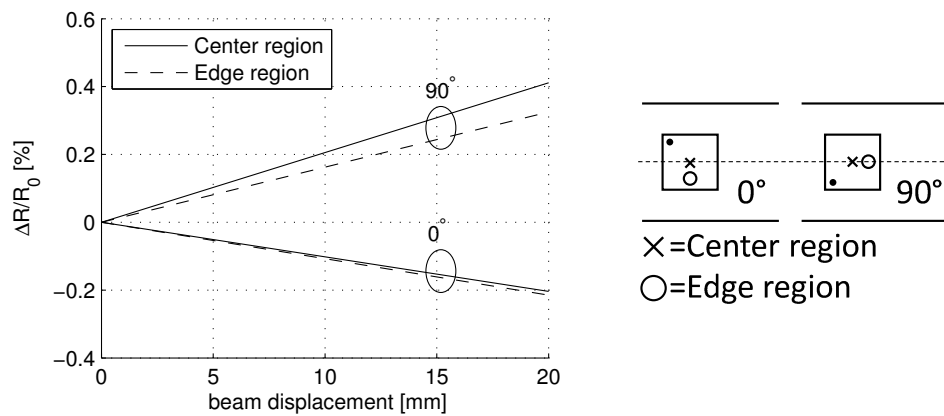 0.6
0.4
0.2
0
−0.2
−0.4
ΔR/R0 [%]
Center region
Edge region
90°
0°
0 5 10 15 20
beam displacement [mm]
0° 90°
×=Center region
○=Edge region